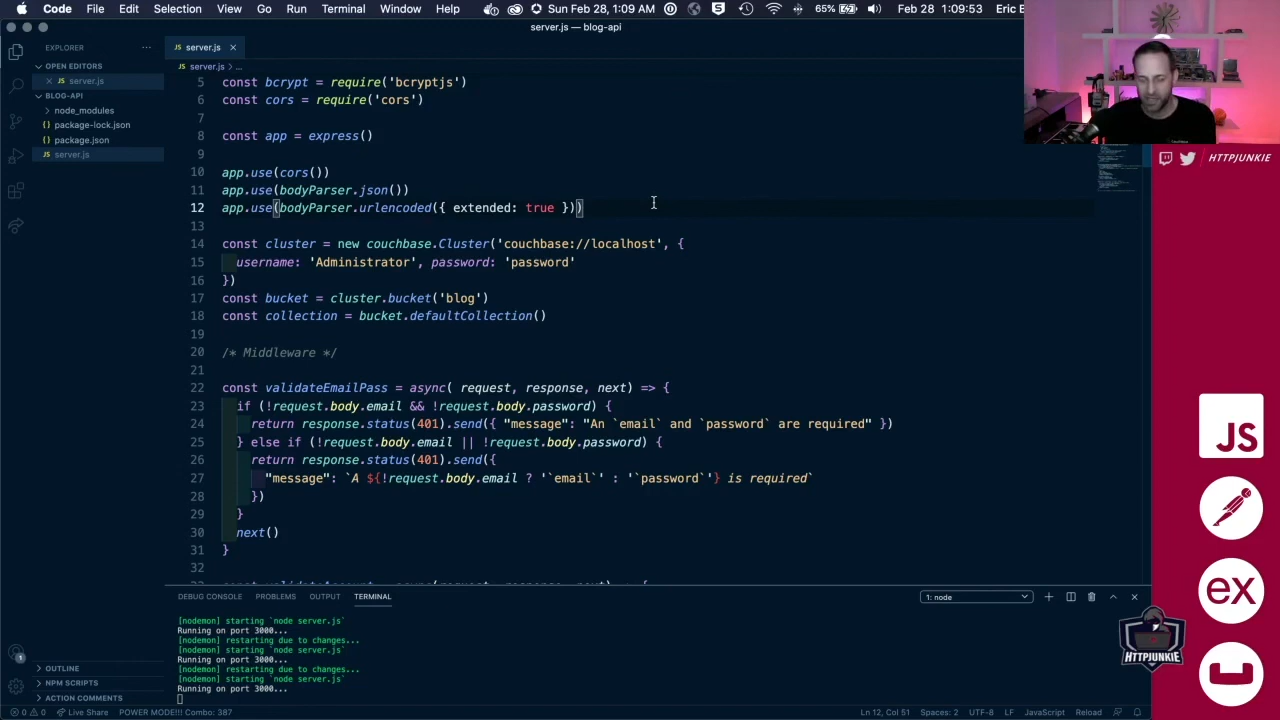 Code File Edit Selection View Go Run Terminal Window Help Sun Feb 28, 1:09 AM 65% Feb 28 1:09:53 AM Eric
server.js — blog-api
EXPLORER
OPEN EDITORS
server.js
BLOG-API
node_modules
package-lock.json
package.json
server.js
OUTLINE
NPM SCRIPTS
ACTION COMMENTS
JS server.js
JS server.js > ...
5 const bcrypt = require('bcryptjs')
6 const cors = require('cors')
7
8 const app = express()
9
10 app.use(cors())
11 app.use(bodyParser.json())
12 app.use(bodyParser.urlencoded({ extended: true }))
13
14 const cluster = new couchbase.Cluster('couchbase://localhost', {
15 username: 'Administrator', password: 'password'
16 })
17 const bucket = cluster.bucket('blog')
18 const collection = bucket.defaultCollection()
19
20 /* Middleware */
21
22 const validateEmailPass = async( request, response, next) => {
23 if (!request.body.email && !request.body.password) {
24 return response.status(401).send({ "message": "An `email` and `password` are required" })
25 } else if (!request.body.email || !request.body.password) {
26 return response.status(401).send({
27 "message": `A ${!request.body.email ? '`email`' : '`password`'} is required`
28 })
29 }
30 next()
31 }
32
DEBUG CONSOLE PROBLEMS OUTPUT TERMINAL 1: node
[nodemon] starting `node server.js`
Running on port 3000...
[nodemon] restarting due to changes...
[nodemon] starting `node server.js`
Running on port 3000...
[nodemon] restarting due to changes...
[nodemon] starting `node server.js`
Running on port 3000...
0 0 Live Share POWER MODE!!! Combo: 387 Ln 12, Col 51 Spaces: 2 UTF-8 LF JavaScript Reload
/ HTTPJUNKIE
JS
ex
HTTPJUNKIE